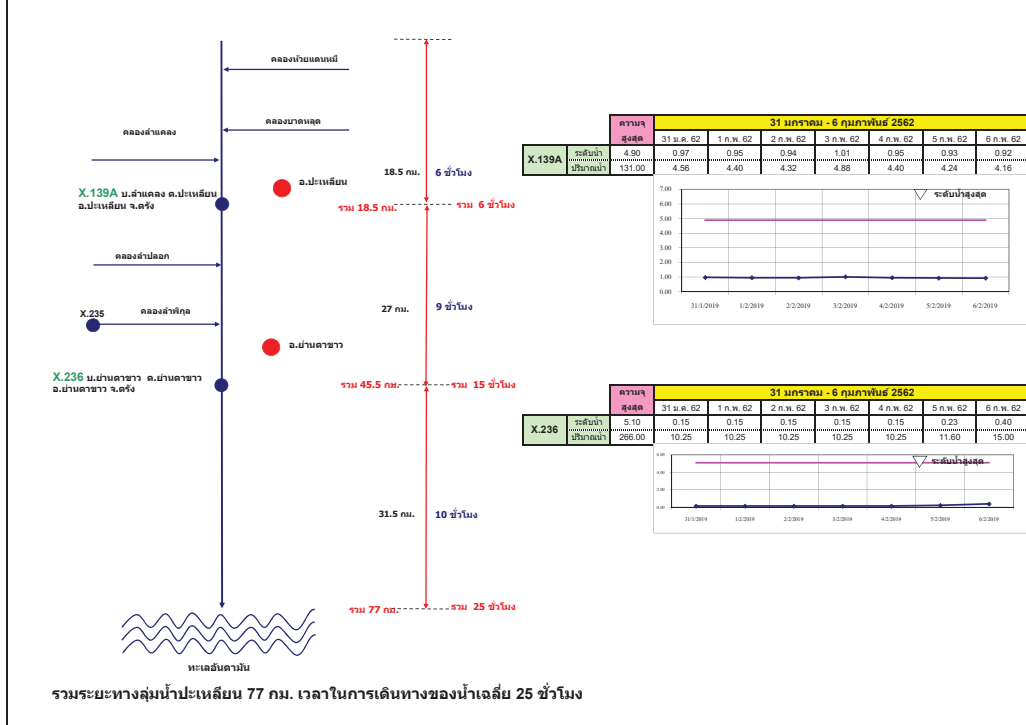 คลองห้วยแดนหมี
คลองบาตหลุด
คลองลำแคลง
18.5 กม. 6 ชั่วโมง
อ.ปะเหลียน
X.139A บ.ลำแคลง ต.ปะเหลียน
อ.ปะเหลียน จ.ตรัง
รวม 18.5 กม. รวม 6 ชั่วโมง
คลองลำปลอก
27 กม. 9 ชั่วโมง
X.235 คลองลำพิกุล
อ.ย่านตาขาว
X.236 บ.ย่านตาขาว ต.ย่านตาขาว
อ.ย่านตาขาว จ.ตรัง
รวม 45.5 กม. รวม 15 ชั่วโมง
31.5 กม. 10 ชั่วโมง
รวม 77 กม. รวม 25 ชั่วโมง
ทะเลอันดามัน
รวมระยะทางลุ่มน้ำปะเหลียน 77 กม. เวลาในการเดินทางของน้ำเฉลี่ย 25 ชั่วโมง
ความจุ 31 มกราคม - 6 กุมภาพันธ์ 2562
สูงสุด 31 ม.ค. 62 1 ก.พ. 62 2 ก.พ. 62 3 ก.พ. 62 4 ก.พ. 62 5 ก.พ. 62 6 ก.พ. 62
X.139A
ระดับน้ำ 4.90 0.97 0.95 0.94 1.01 0.95 0.93 0.92
ปริมาณน้ำ 131.00 4.56 4.40 4.32 4.88 4.40 4.24 4.16
ระดับน้ำสูงสุด
7.00
6.00
5.00
4.00
3.00
2.00
1.00
0.00
31/1/2019 1/2/2019 2/2/2019 3/2/2019 4/2/2019 5/2/2019 6/2/2019
ความจุ 31 มกราคม - 6 กุมภาพันธ์ 2562
สูงสุด 31 ม.ค. 62 1 ก.พ. 62 2 ก.พ. 62 3 ก.พ. 62 4 ก.พ. 62 5 ก.พ. 62 6 ก.พ. 62
X.236
ระดับน้ำ 5.10 0.15 0.15 0.15 0.15 0.15 0.23 0.40
ปริมาณน้ำ 266.00 10.25 10.25 10.25 10.25 10.25 11.60 15.00
ระดับน้ำสูงสุด
6.00
4.00
2.00
0.00
31/1/2019 1/2/2019 2/2/2019 3/2/2019 4/2/2019 5/2/2019 6/2/2019